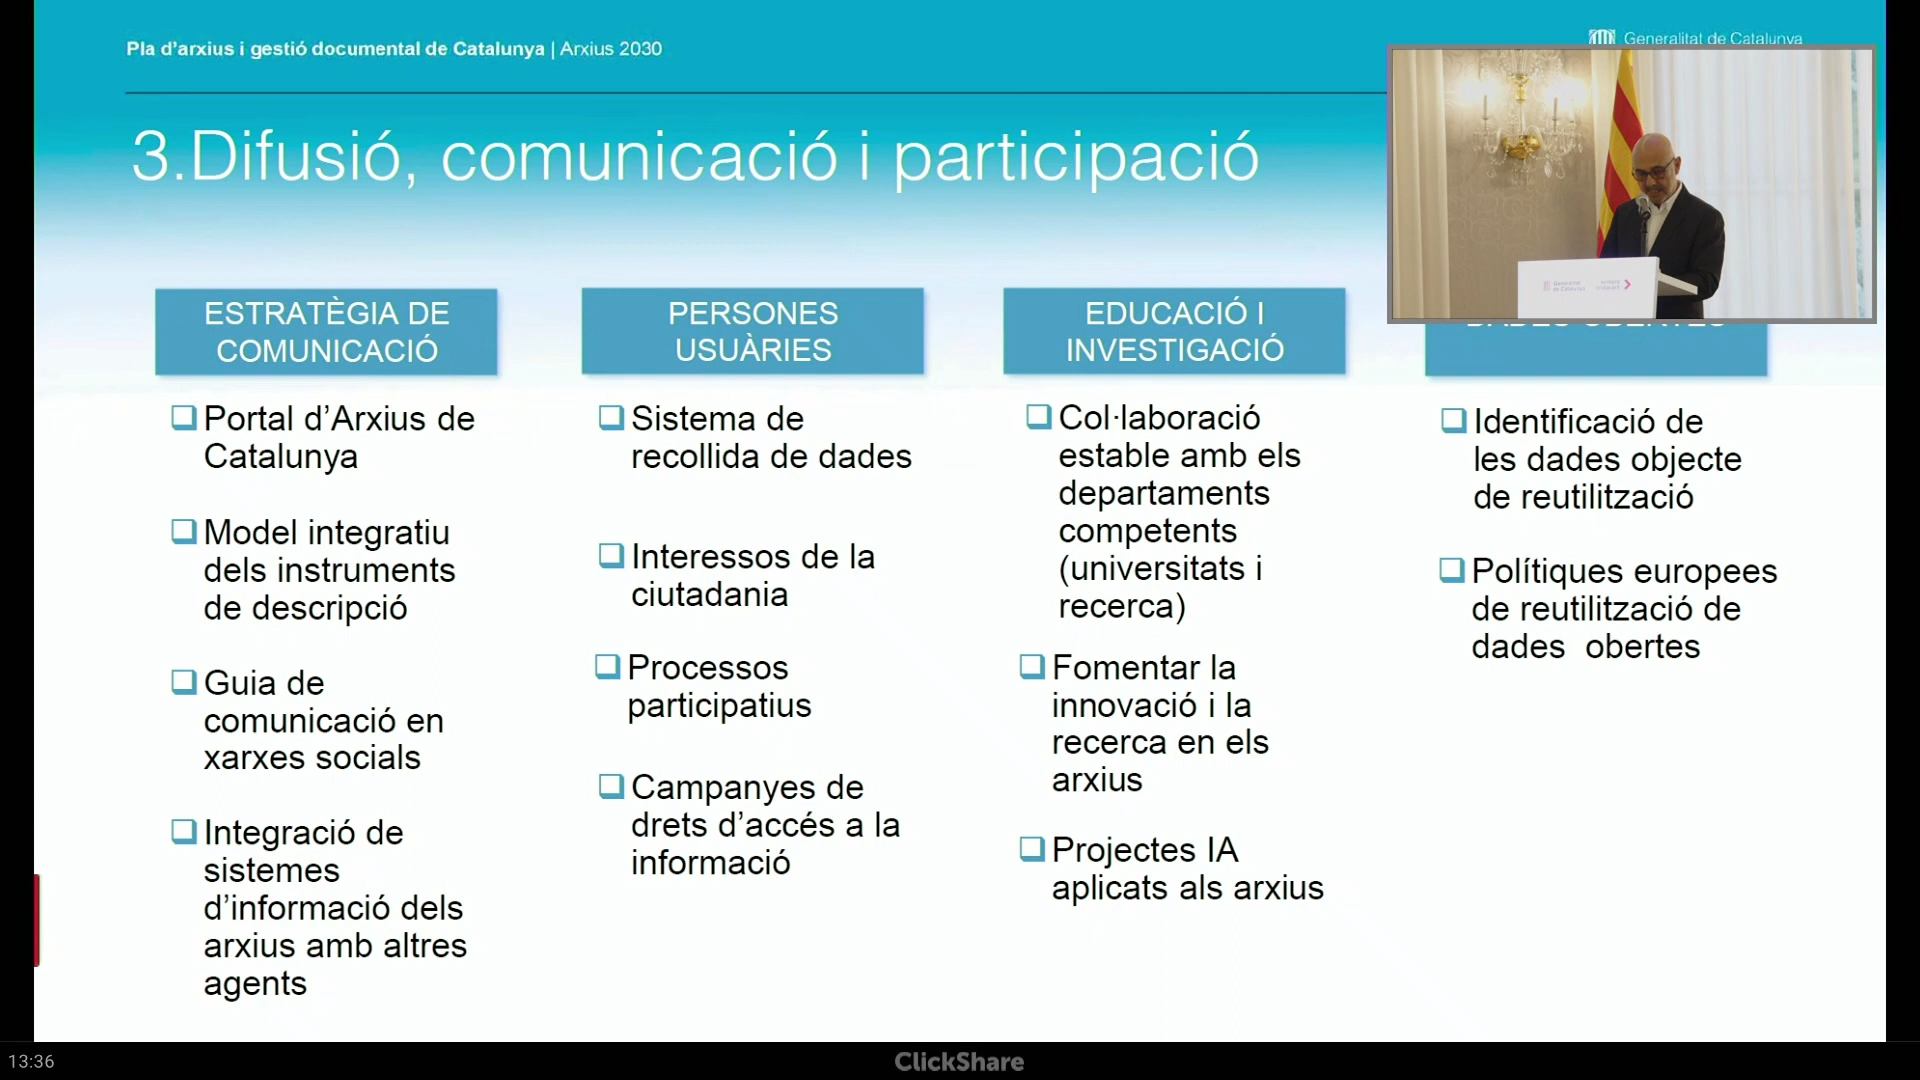 Pla d'arxius i gestió documental de Catalunya | Arxius 2030
Generalitat de Catalunya
3.Difusió, comunicació i participació
ESTRATÈGIA DE
COMUNICACIÓ
Portal d'Arxius de
Catalunya
Model integratiu
dels instruments
de descripció
Guia de
comunicació en
xarxes socials
Integració de
sistemes
d'informació dels
arxius amb altres
agents
PERSONES
USUÀRIES
Sistema de
recollida de dades
Interessos de la
ciutadania
Processos
participatius
Campanyes de
drets d'accés a la
informació
EDUCACIÓ I
INVESTIGACIÓ
Col·laboració
estable amb els
departaments
competents
(universitats i
recerca)
Fomentar la
innovació i la
recerca en els
arxius
Projectes IA
aplicats als arxius
DADES OBERTES
Identificació de
les dades objecte
de reutilització
Polítiques europees
de reutilització de
dades  obertes
Generalitat
de Catalunya
13:36
ClickShare